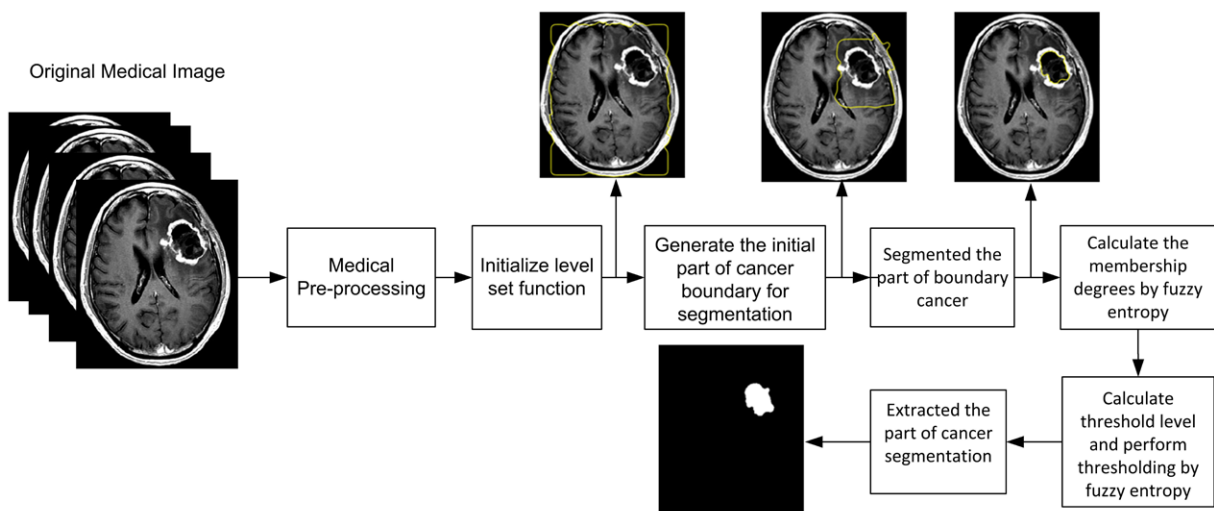 Original Medical Image
Medical
Pre-processing
Initialize level
set function
Generate the initial
part of cancer
boundary for
segmentation
Segmented the
part of boundary
cancer
Calculate the
membership
degrees by fuzzy
entropy
Calculate
threshold level
and perform
thresholding by
fuzzy entropy
Extracted the
part of cancer
segmentation